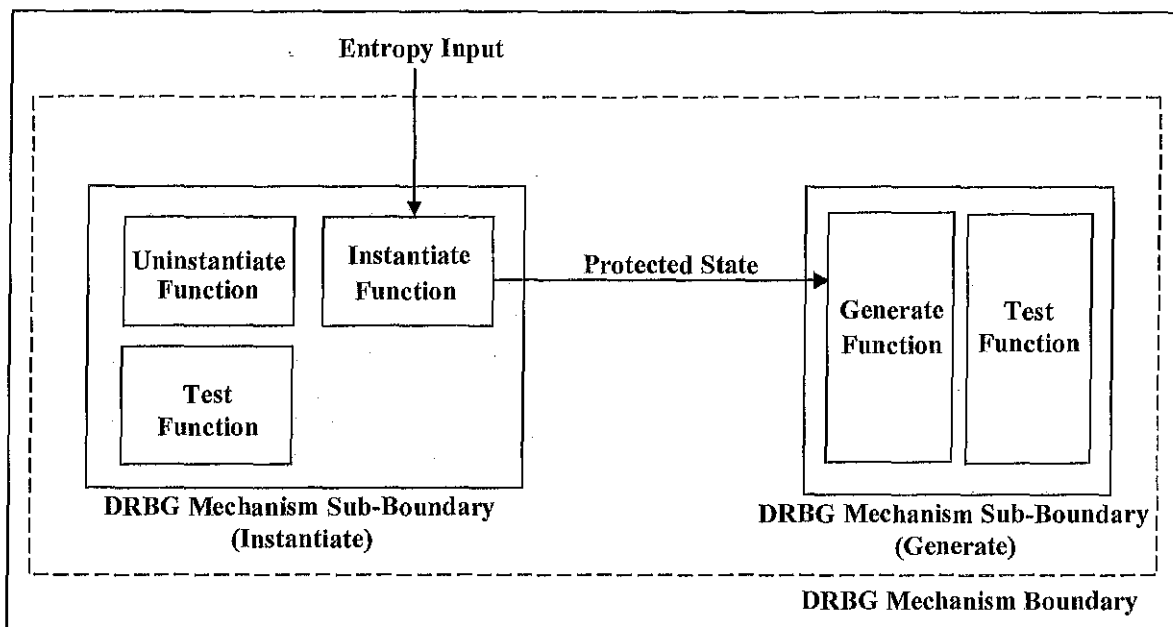 Entropy Input
Uninstantiate
Function
Instantiate
Function
Test
Function
Protected State
Generate
Function
Test
Function
DRBG Mechanism Sub-Boundary
(Instantiate)
DRBG Mechanism Sub-Boundary
(Generate)
DRBG Mechanism Boundary